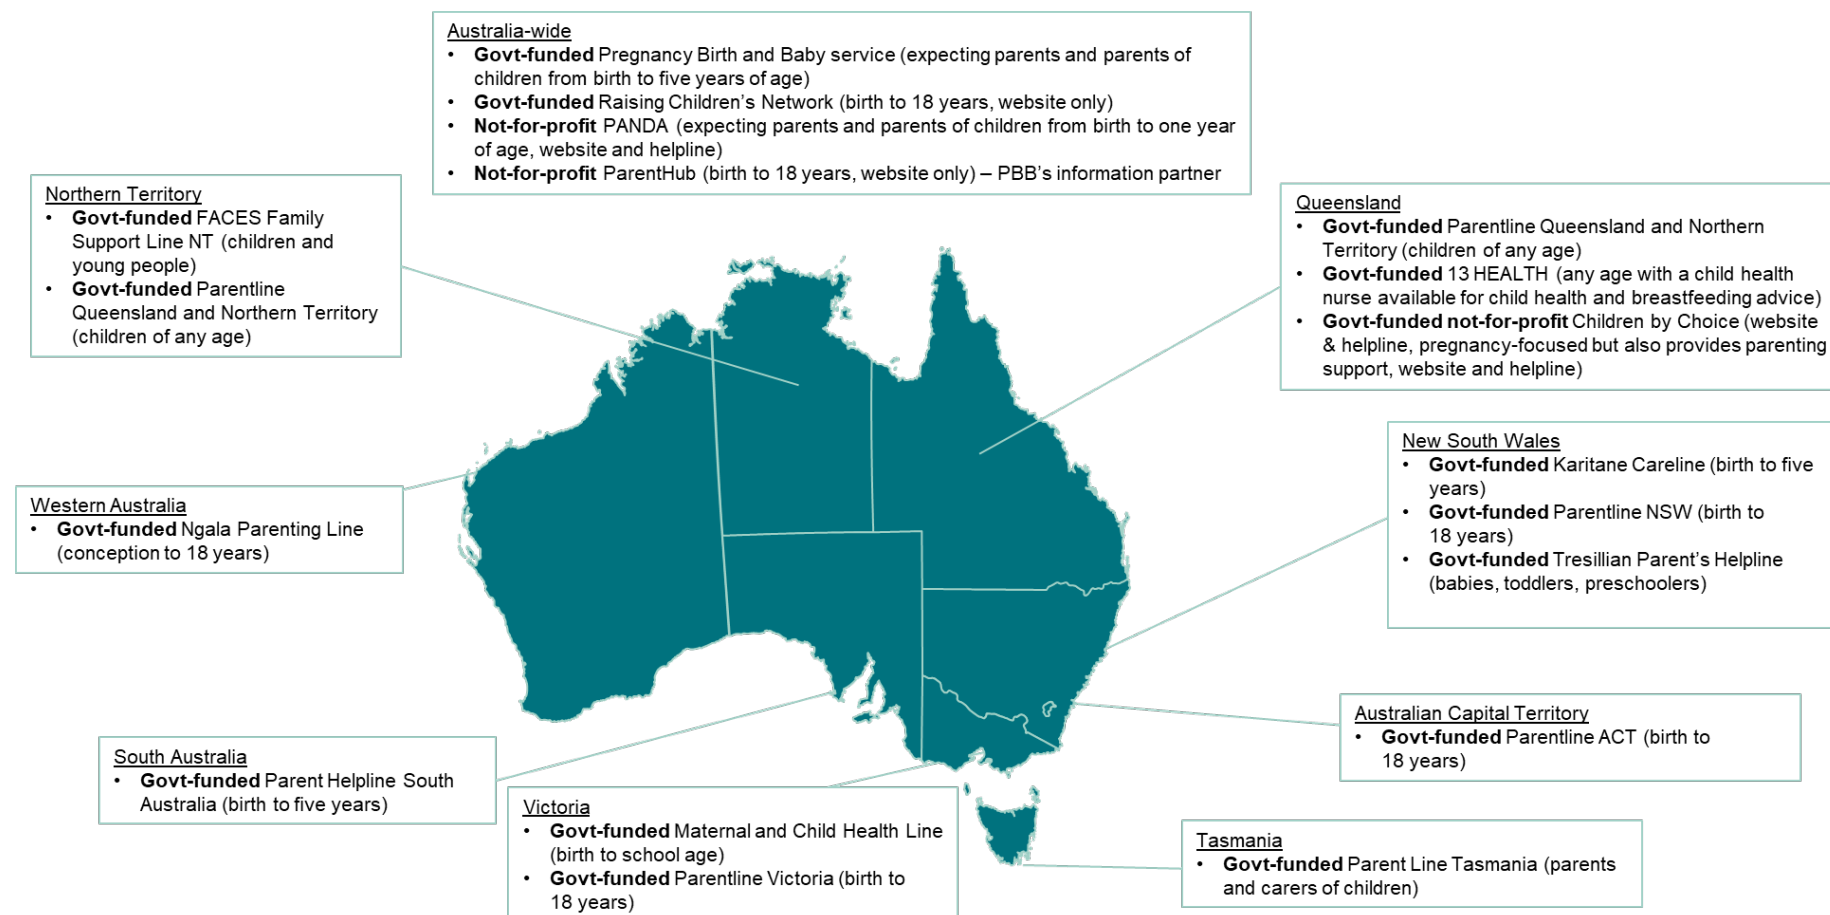 Australia-wide
• Govt-funded Pregnancy Birth and Baby service (expecting parents and parents of
children from birth to five years of age)
• Govt-funded Raising Children's Network (birth to 18 years, website only)
• Not-for-profit PANDA (expecting parents and parents of children from birth to one year
of age, website and helpline)
• Not-for-profit ParentHub (birth to 18 years, website only) – PBB's information partner
Northern Territory
• Govt-funded FACES Family
Support Line NT (children and
young people)
• Govt-funded Parentline
Queensland and Northern Territory
(children of any age)
Queensland
• Govt-funded Parentline Queensland and Northern
Territory (children of any age)
• Govt-funded 13 HEALTH (any age with a child health
nurse available for child health and breastfeeding advice)
• Govt-funded not-for-profit Children by Choice (website
& helpline, pregnancy-focused but also provides parenting
support, website and helpline)
New South Wales
• Govt-funded Karitane Careline (birth to five
years)
• Govt-funded Parentline NSW (birth to
18 years)
• Govt-funded Tresillian Parent's Helpline
(babies, toddlers, preschoolers)
Western Australia
• Govt-funded Ngala Parenting Line
(conception to 18 years)
Australian Capital Territory
• Govt-funded Parentline ACT (birth to
18 years)
South Australia
• Govt-funded Parent Helpline South
Australia (birth to five years)
Victoria
• Govt-funded Maternal and Child Health Line
(birth to school age)
• Govt-funded Parentline Victoria (birth to
18 years)
Tasmania
• Govt-funded Parent Line Tasmania (parents
and carers of children)